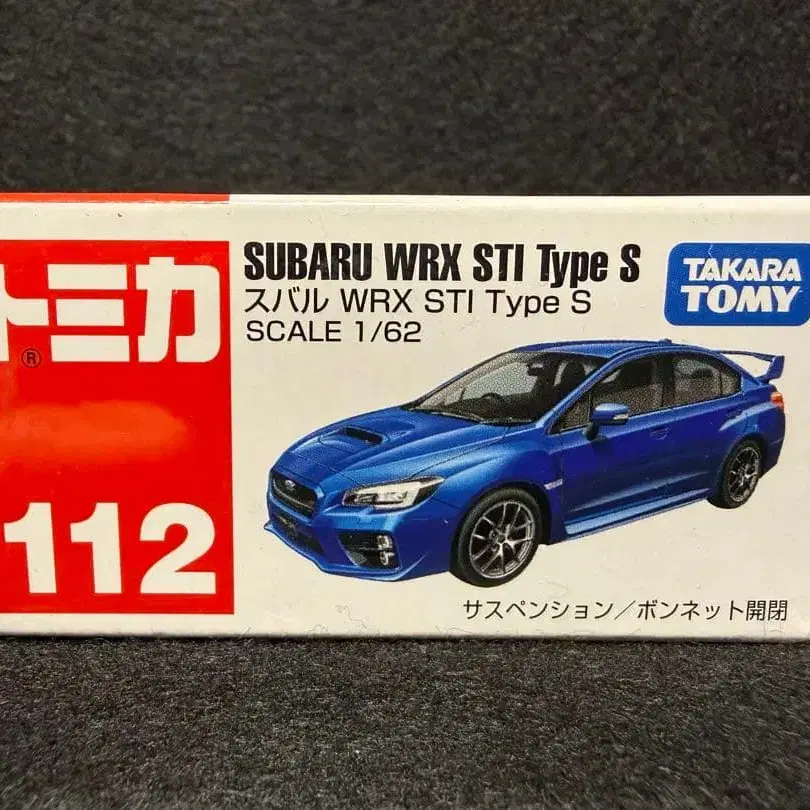 トミカ
®
112
SUBARU WRX STI Type S
スバル WRX STI Type S
SCALE 1/62
TAKARA
TOMY
サスペンション/ボンネット開閉